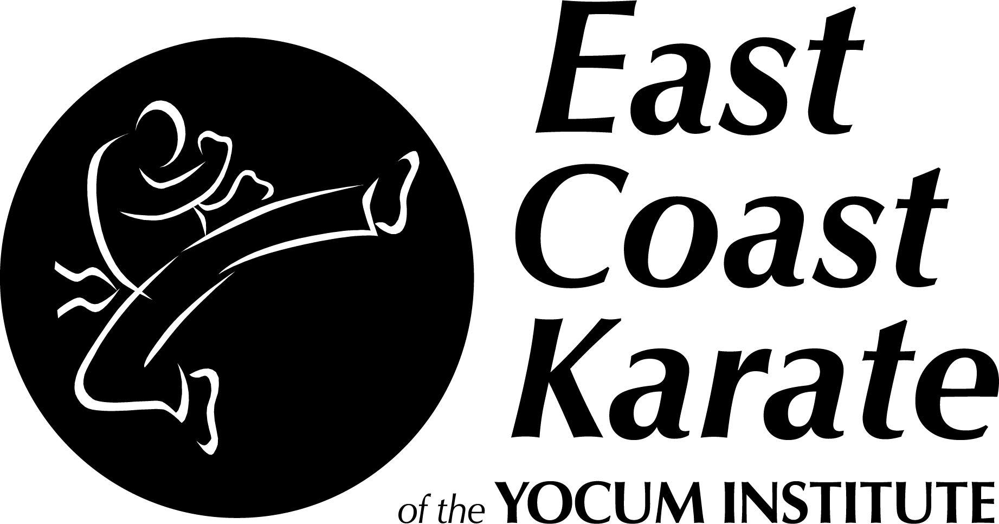 East
Coast
Karate
of the YOCUM INSTITUTE